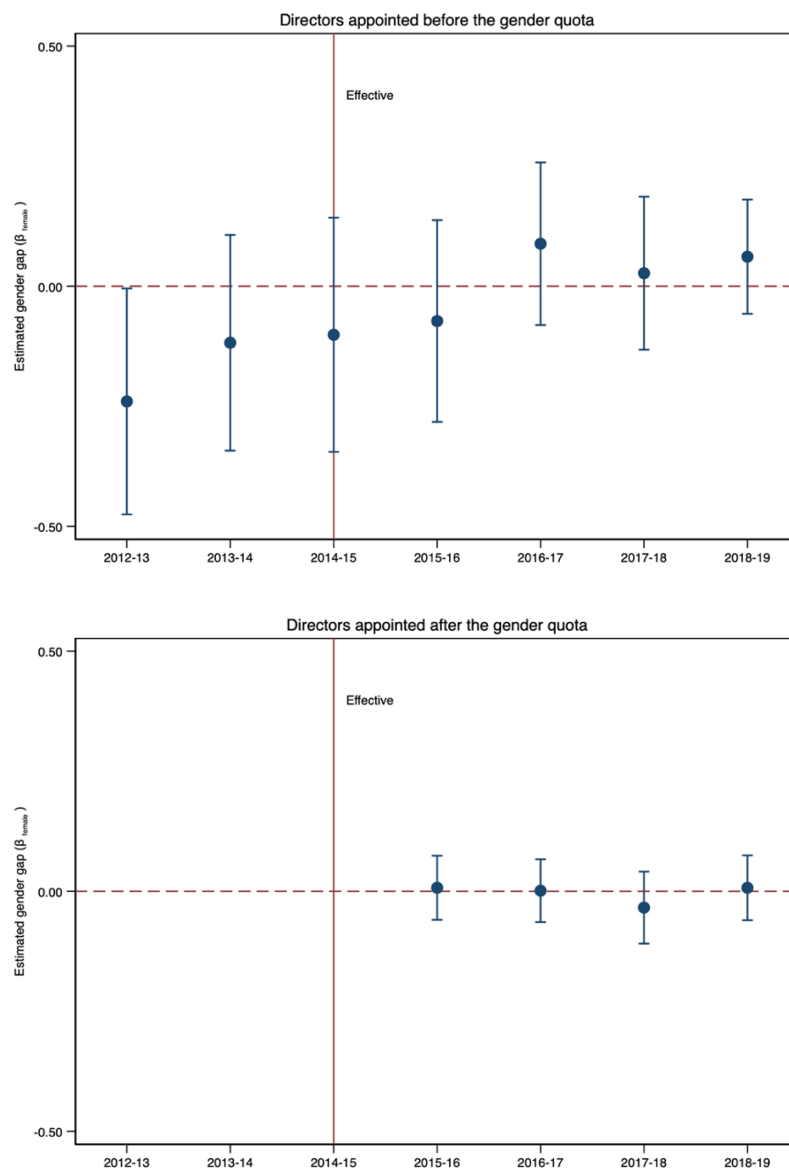 Directors appointed before the gender quota
0.50
Effective
Estimated gender gap (β female )
0.00
-0.50
2012-13 2013-14 2014-15 2015-16 2016-17 2017-18 2018-19
Directors appointed after the gender quota
0.50
Effective
Estimated gender gap (β female )
0.00
-0.50
2012-13 2013-14 2014-15 2015-16 2016-17 2017-18 2018-19